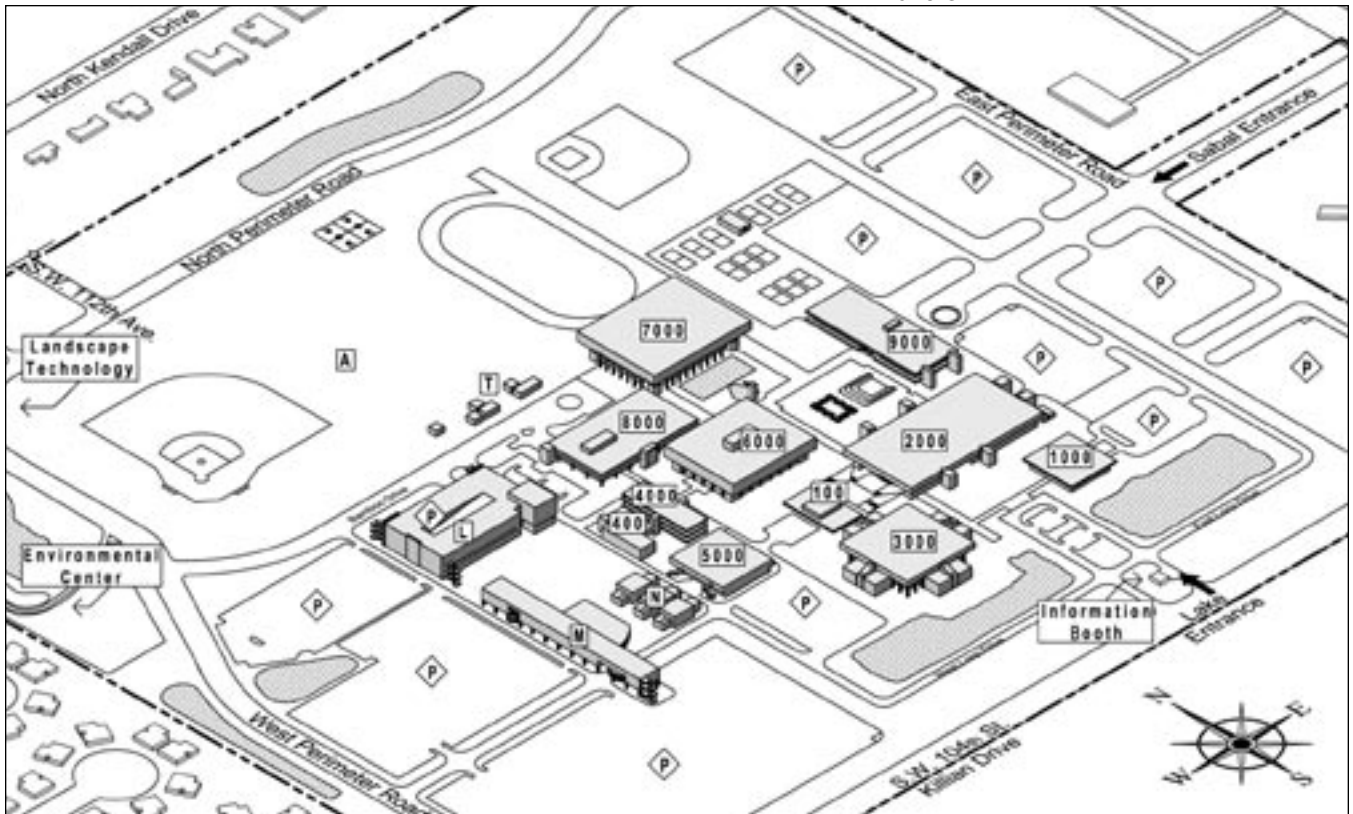 North Kendall Drive
P
East Perimeter Road
Sabal Entrance
P
North Perimeter Road
P
S.W. 112th Ave
P
7000
9000
Landscape
Technology
A
P
P
T
8000
6000
2000
P
1000
4000
100
P
L
400
3000
5000
Environmental
Center
N
P
P
Information
Booth
Lake
Entrance
M
P
West Perimeter Road
P
S.W. 104th St.
Killian Drive
N
E
W
S